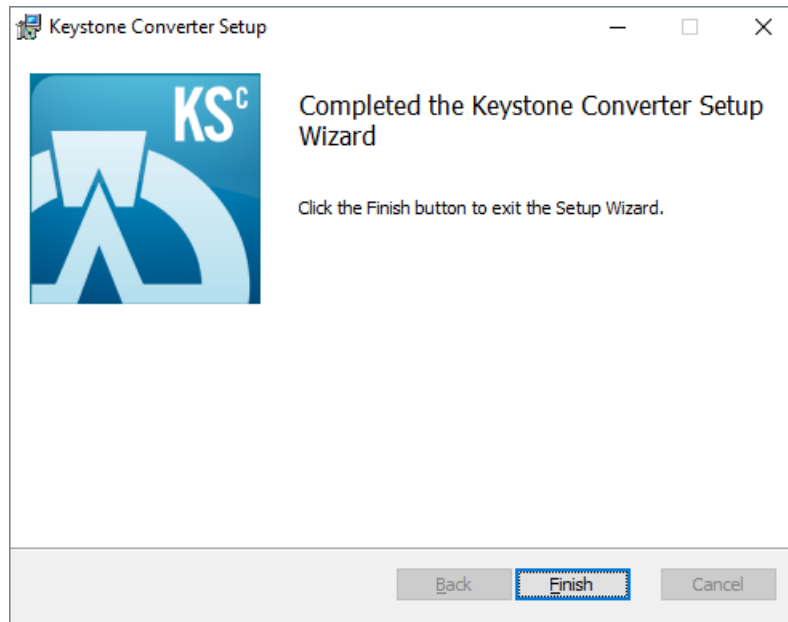 Keystone Converter Setup
KSc
Completed the Keystone Converter Setup
Wizard
Click the Finish button to exit the Setup Wizard.
Back Finish Cancel